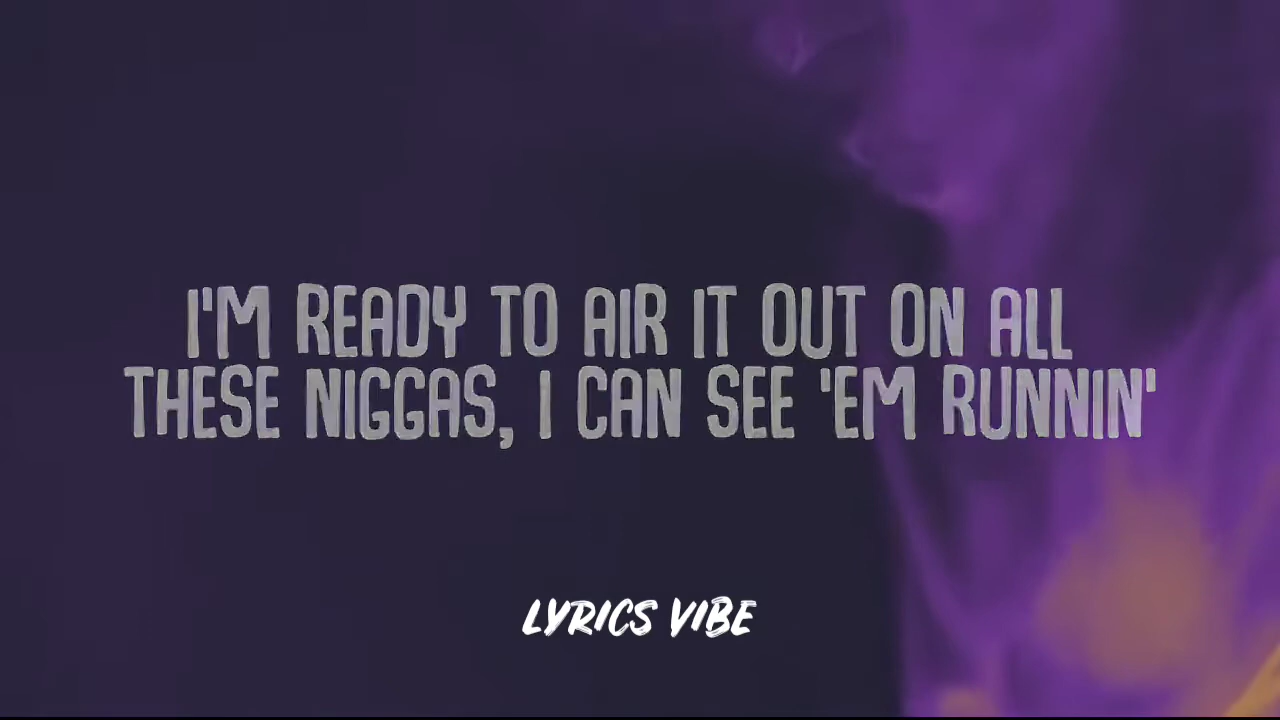 I'M READY TO AIR IT OUT ON ALL
THESE NIGGAS, I CAN SEE 'EM RUNNIN'
LYRICS VIBE